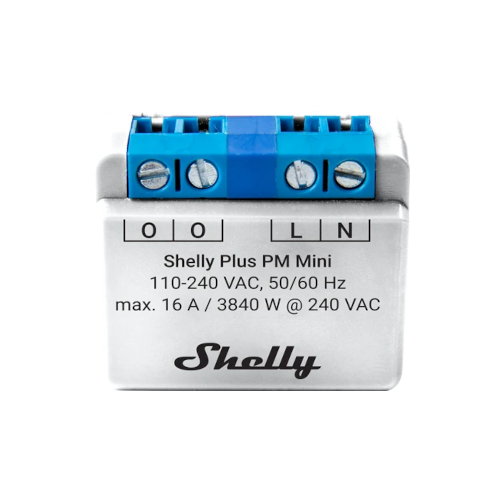 O O L N
Shelly Plus PM Mini
110-240 VAC, 50/60 Hz
max. 16 A / 3840 W @ 240 VAC
Shelly